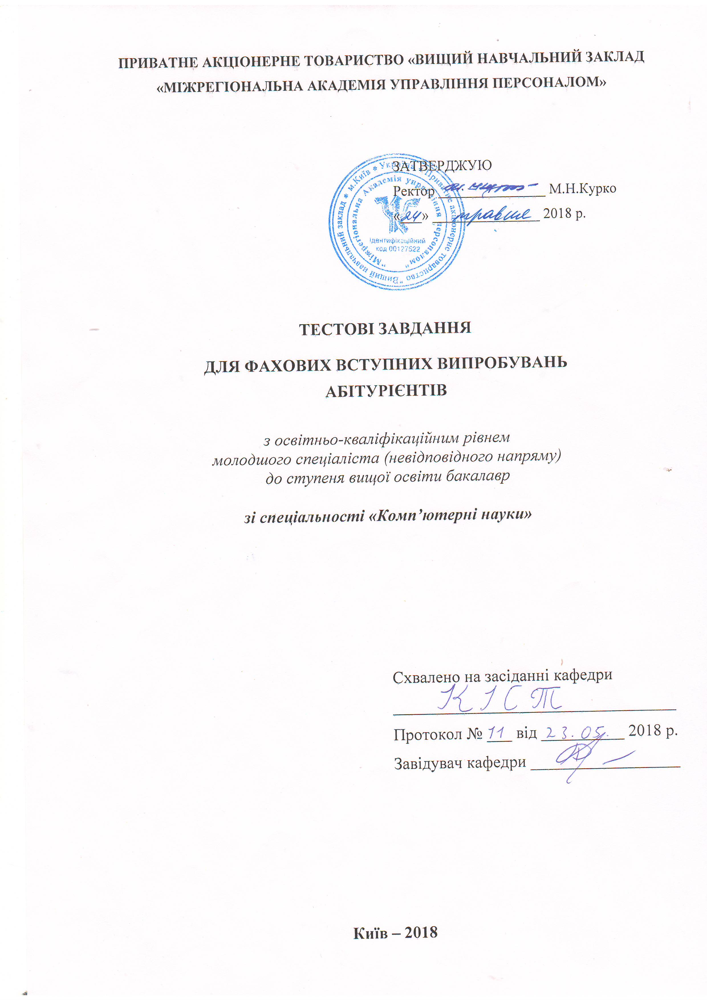 ПРИВАТНЕ АКЦІОНЕРНЕ ТОВАРИСТВО «ВИЩИЙ НАВЧАЛЬНИЙ ЗАКЛАД
«МІЖРЕГІОНАЛЬНА АКАДЕМІЯ УПРАВЛІННЯ ПЕРСОНАЛОМ»
ЗАТВЕРДЖУЮ
Ректор М.Н.Курко
«24» травня 2018 р.
* Україна * Приватне акціонерне товариство "Вищий навчальний заклад * м.Київ
"Міжрегіональна Академія управління персоналом"
Ідентифікаційний
код 00127522
ТЕСТОВІ ЗАВДАННЯ
ДЛЯ ФАХОВИХ ВСТУПНИХ ВИПРОБУВАНЬ
АБІТУРІЄНТІВ
з освітньо-кваліфікаційним рівнем
молодшого спеціаліста (невідповідного напряму)
до ступеня вищої освіти бакалавр
зі спеціальності «Комп’ютерні науки»
Схвалено на засіданні кафедри
КІСТ
Протокол № 11 від 23.05. 2018 р.
Завідувач кафедри
Київ – 2018